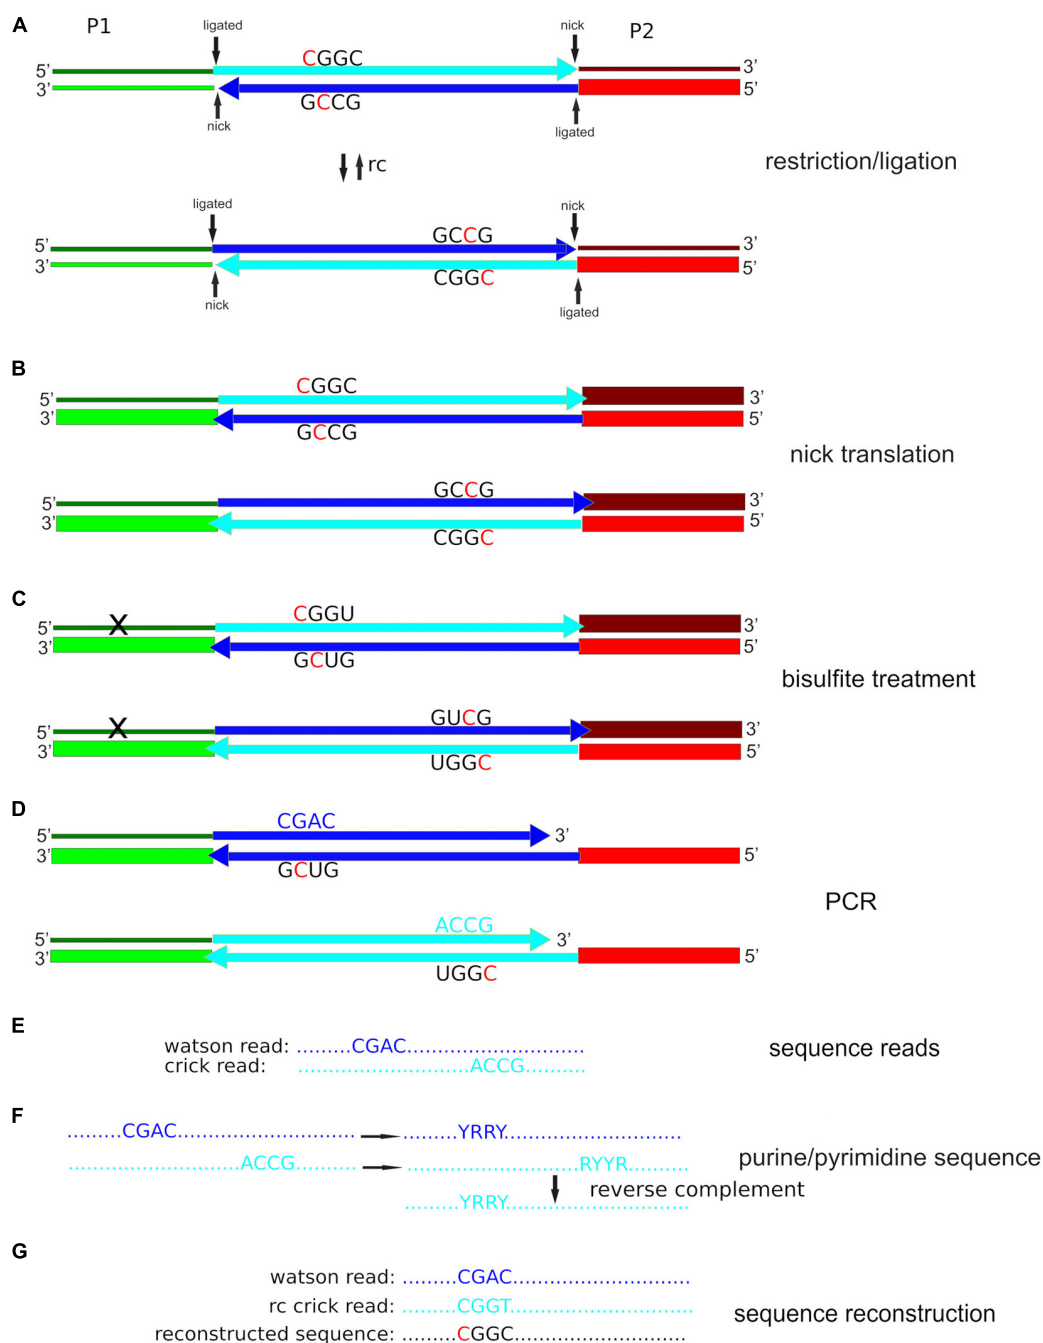 A
P1
ligated
nick
P2
CGGC
5’
3’
3’
5’
GCCG
nick
ligated
rc
restriction/ligation
ligated
nick
GCCG
5’
3’
3’
5’
CGGC
nick
ligated
B
CGGC
5’
3’
3’
5’
GCCG
nick translation
GCCG
5’
3’
3’
5’
CGGC
C
CGGU
X
5’
3’
3’
5’
GCUG
bisulfite treatment
GUCG
X
5’
3’
3’
5’
UGGC
D
CGAC
5’
3’
3’
5’
GCUG
PCR
ACCG
5’
3’
3’
5’
UGGC
E
watson read: .........CGAC..............................
crick read: .............................ACCG..........
sequence reads
F
.........CGAC..............................
.........YRRY..............................
.............................ACCG..........
.............................RYYR..........
purine/pyrimidine sequence
reverse complement
.........YRRY..............................
G
watson read: .........CGAC..............................
rc crick read: .........CGGT..............................
reconstructed sequence: .........CGGC..............................
sequence reconstruction